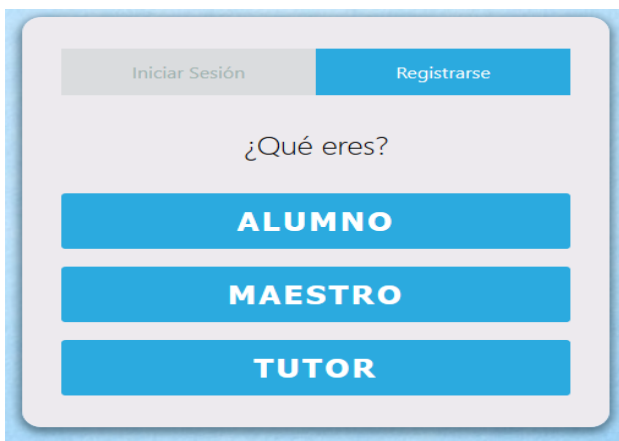 Iniciar Sesión Registrarse
¿Qué eres?
ALUMNO
MAESTRO
TUTOR